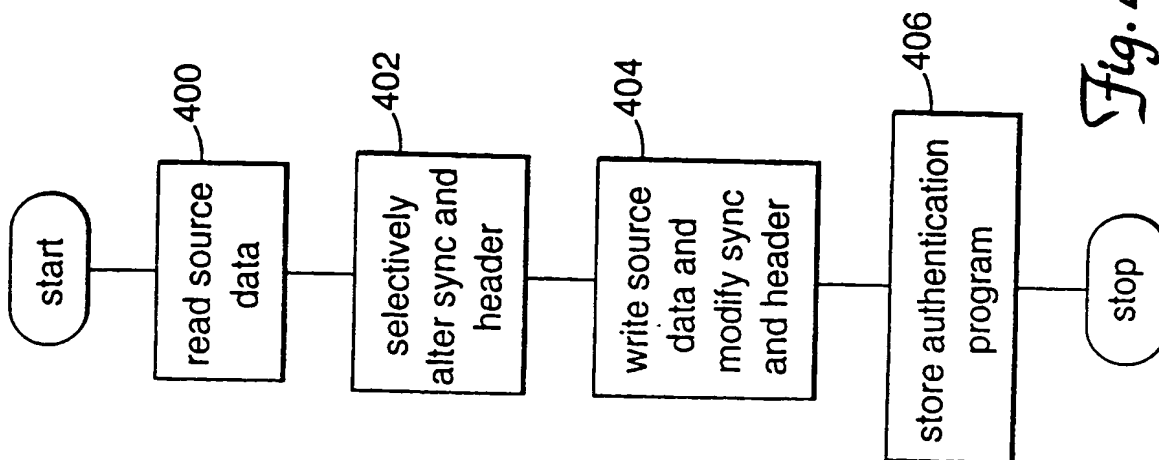 start
400
read source
data
402
selectively
alter sync and
header
404
write source
data and
modify sync
and header
406
store authentication
program
stop
Fig.